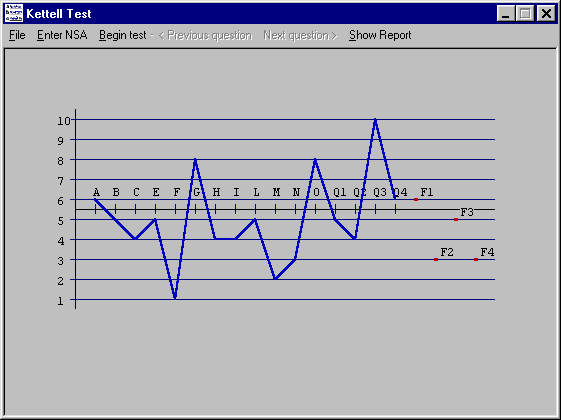 Kettell Test
File Enter NSA Begin test - < Previous question Next question > Show Report
10
9
8
7
A B C E F G H I L M N O Q1 Q2 Q3 Q4 F1
6
F3
5
4
F2 F4
3
2
1